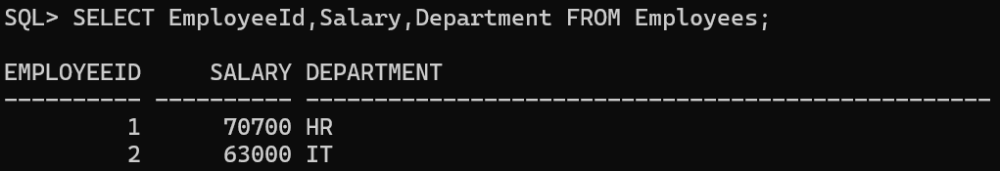 SQL> SELECT EmployeeId,Salary,Department FROM Employees;
EMPLOYEEID     SALARY DEPARTMENT
---------- ---------- --------------------------------------------------
         1      70700 HR
         2      63000 IT